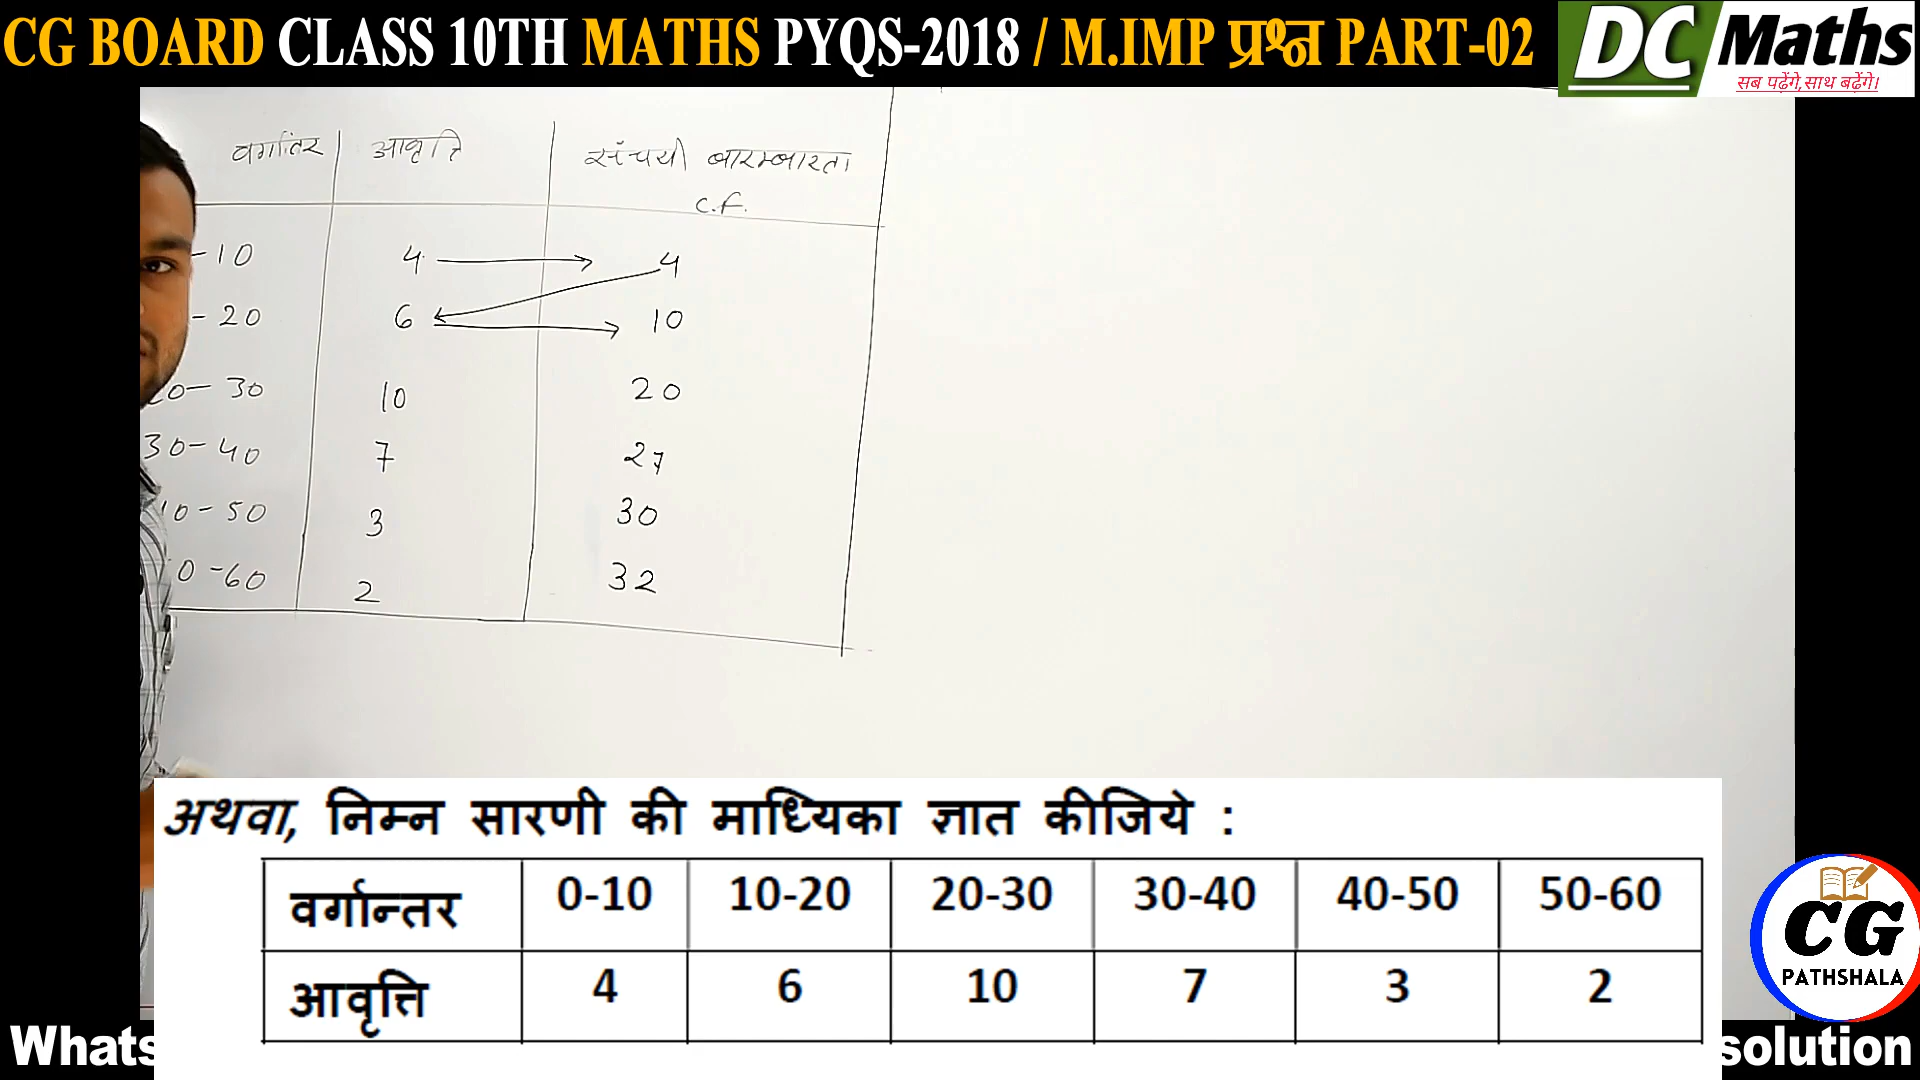 CG BOARD CLASS 10TH MATHS PYQS-2018 / M.IMP प्रश्न PART-02
DC Maths
सब पढ़ेंगे,साथ बढ़ेंगे।
वर्गांतर आवृत्ति संचयी बारम्बारता
C.F.
-10 4 4
- 20 6 10
20- 30 10 20
30-40 7 27
40-50 3 30
50-60 2 32
अथवा, निम्न सारणी की माध्यिका ज्ञात कीजिये :
वर्गान्तर 0-10 10-20 20-30 30-40 40-50 50-60
आवृत्ति 4 6 10 7 3 2
CG
PATHSHALA
Whats solution